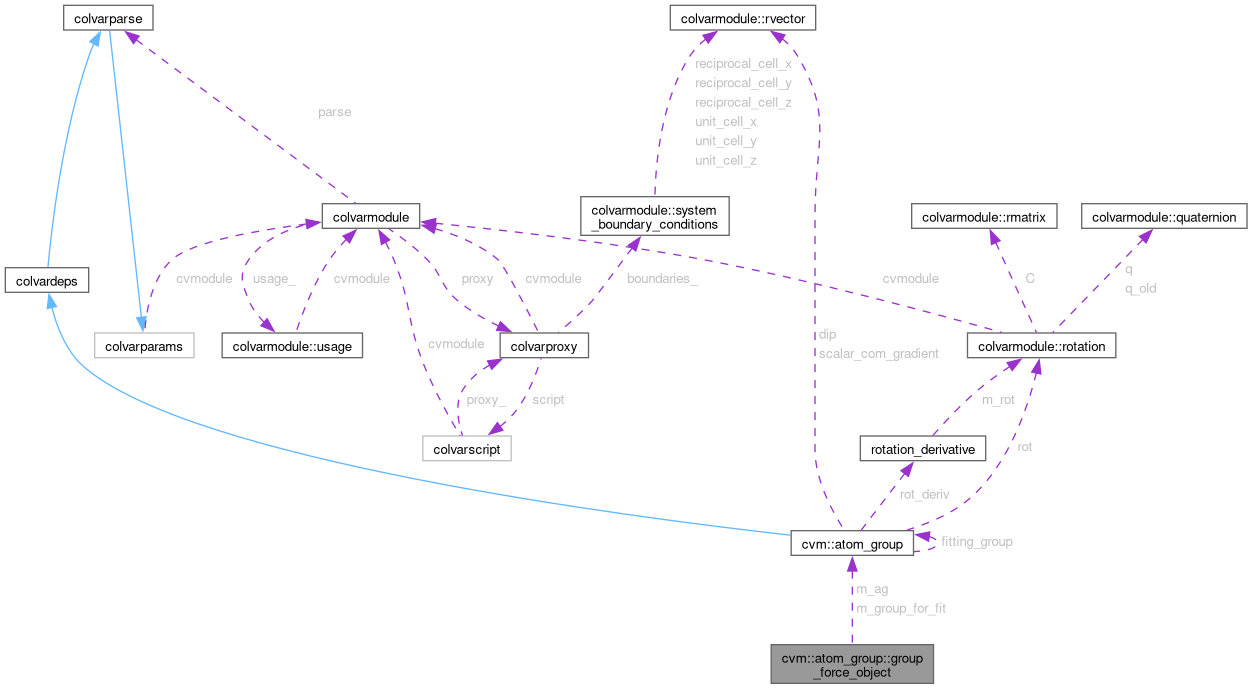 colvarparse
colvarmodule::rvector
reciprocal_cell_x
reciprocal_cell_y
reciprocal_cell_z
unit_cell_x
unit_cell_y
unit_cell_z
parse
colvarmodule
colvarmodule::system
_boundary_conditions
colvarmodule::rmatrix
colvarmodule::quaternion
colvardeps
cvmodule
usage_
cvmodule
proxy
cvmodule
boundaries_
cvmodule
C
q
q_old
colvarparams
colvarmodule::usage
cvmodule
colvarproxy
dip
scalar_com_gradient
colvarmodule::rotation
proxy_
script
m_rot
colvarscript
rotation_derivative
rot
rot_deriv
cvm::atom_group
fitting_group
m_ag
m_group_for_fit
cvm::atom_group::group
_force_object